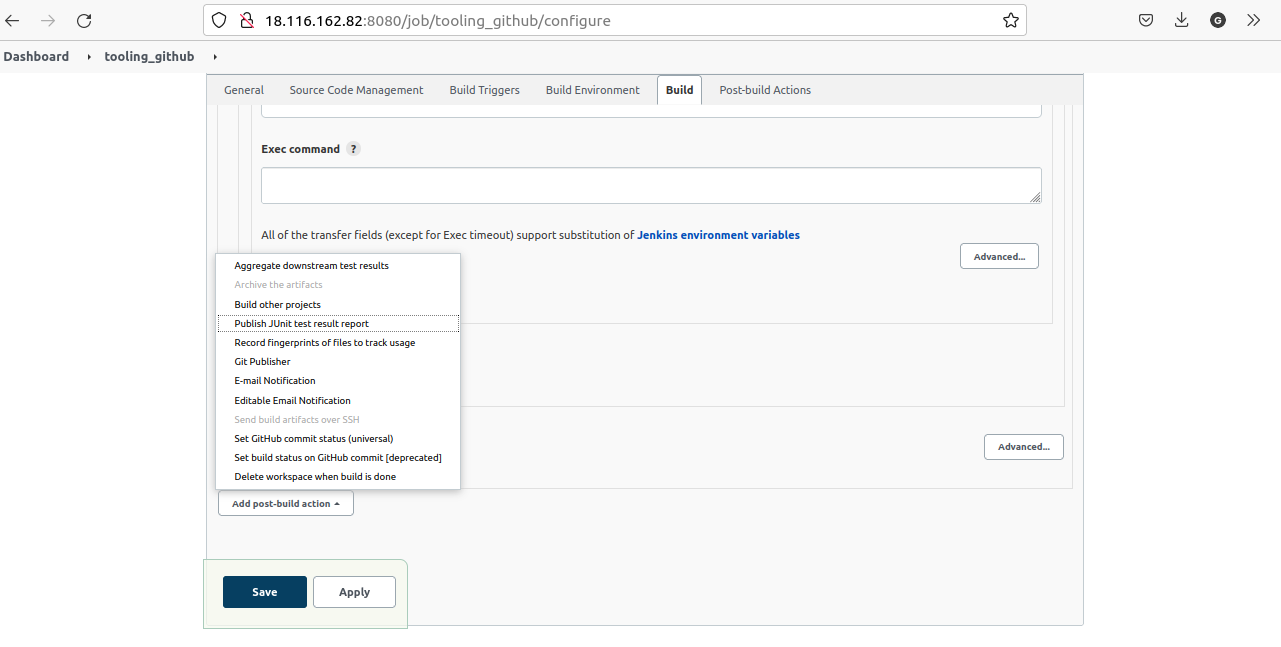 18.116.162.82:8080/job/tooling_github/configure
G
Dashboard
tooling_github
General Source Code Management Build Triggers Build Environment Build Post-build Actions
Exec command ?
All of the transfer fields (except for Exec timeout) support substitution of Jenkins environment variables
Advanced...
Aggregate downstream test results
Archive the artifacts
Build other projects
Publish JUnit test result report
Record fingerprints of files to track usage
Git Publisher
E-mail Notification
Editable Email Notification
Send build artifacts over SSH
Set GitHub commit status (universal)
Set build status on GitHub commit [deprecated]
Delete workspace when build is done
Advanced...
Add post-build action
Save Apply